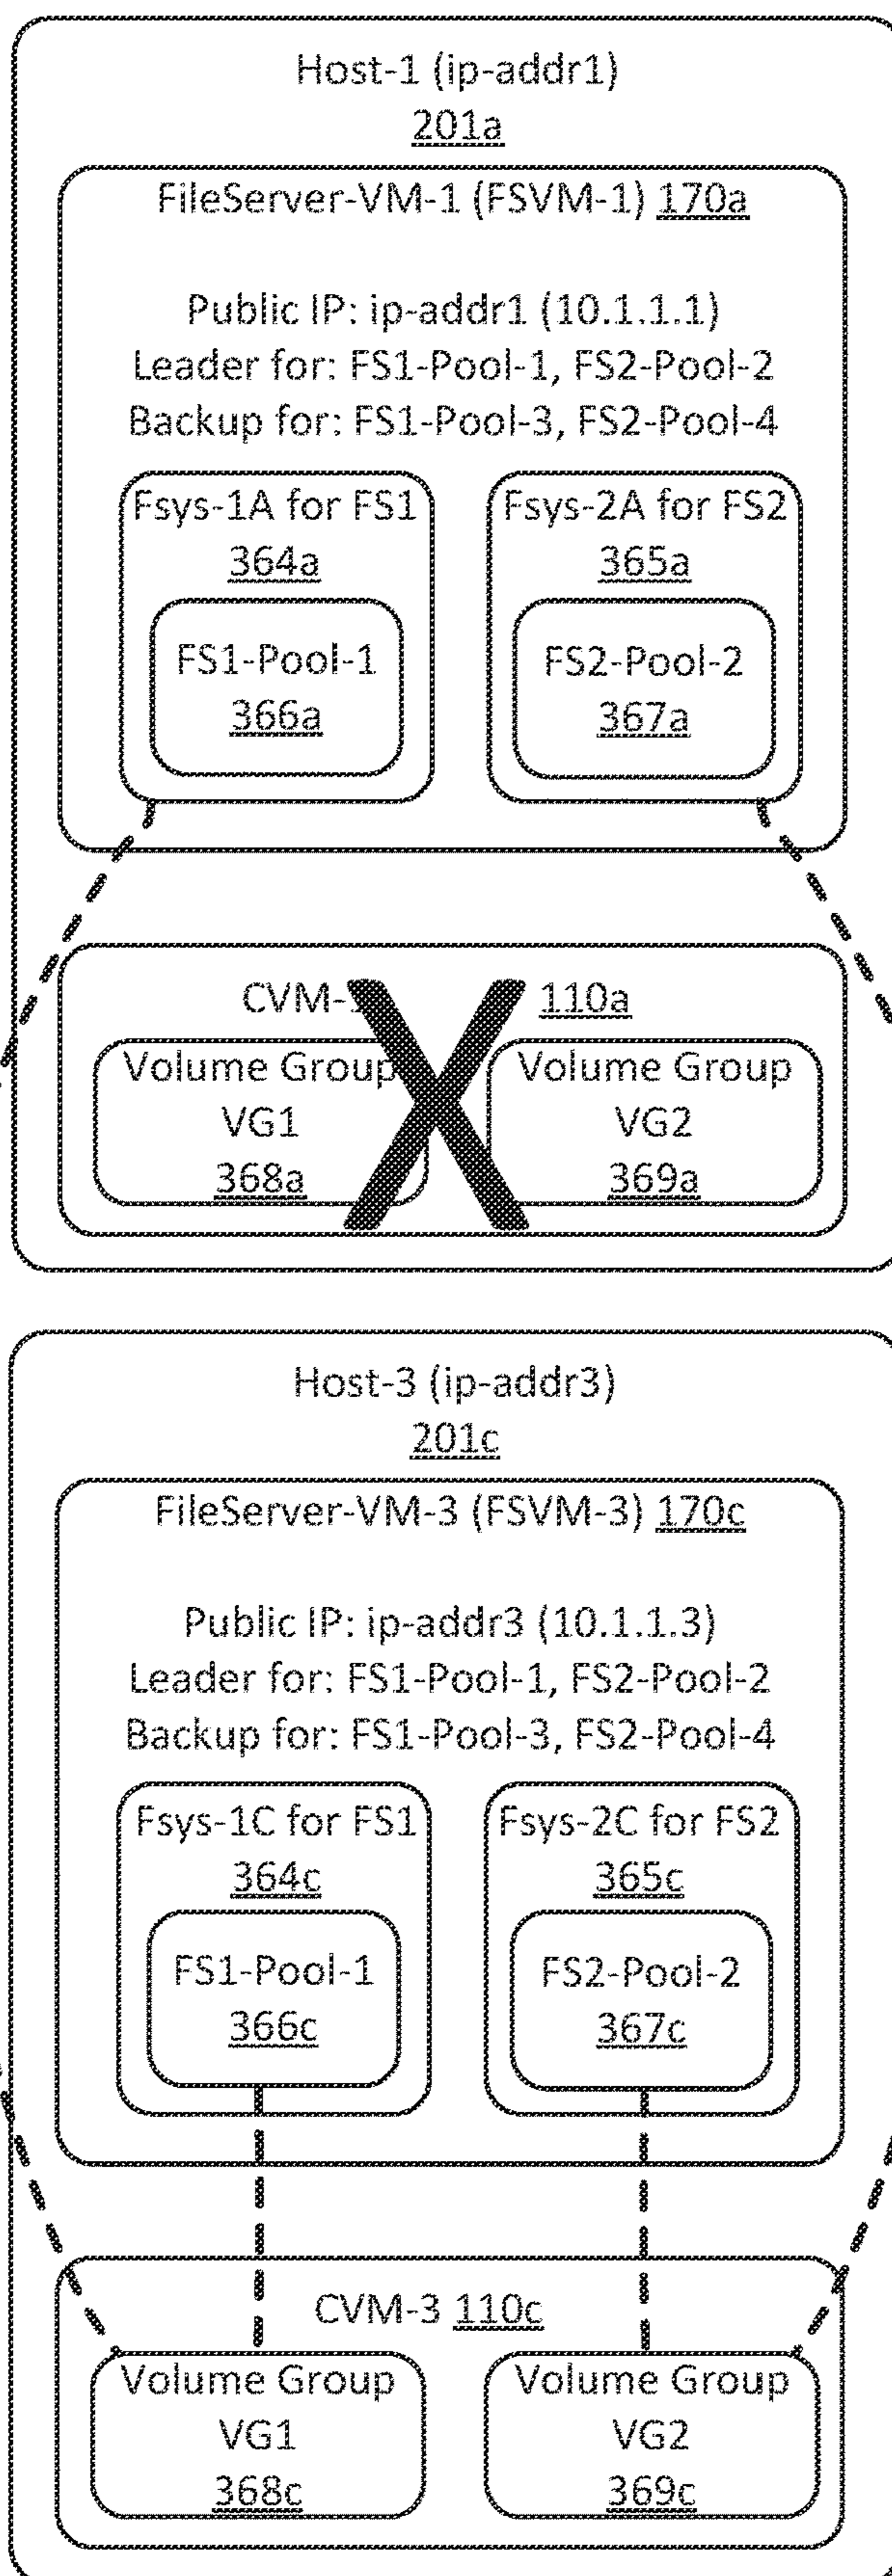 Host-1 (ip-addr1)
201a
FileServer-VM-1 (FSVM-1) 170a
Public IP: ip-addr1 (10.1.1.1)
Leader for: FS1-Pool-1, FS2-Pool-2
Backup for: FS1-Pool-3, FS2-Pool-4
Fsys-1A for FS1
364a
FS1-Pool-1
366a
Fsys-2A for FS2
365a
FS2-Pool-2
367a
CVM-1 110a
Volume Group
VG1
368a
Volume Group
VG2
369a
Host-3 (ip-addr3)
201c
FileServer-VM-3 (FSVM-3) 170c
Public IP: ip-addr3 (10.1.1.3)
Leader for: FS1-Pool-1, FS2-Pool-2
Backup for: FS1-Pool-3, FS2-Pool-4
Fsys-1C for FS1
364c
FS1-Pool-1
366c
Fsys-2C for FS2
365c
FS2-Pool-2
367c
CVM-3 110c
Volume Group
VG1
368c
Volume Group
VG2
369c